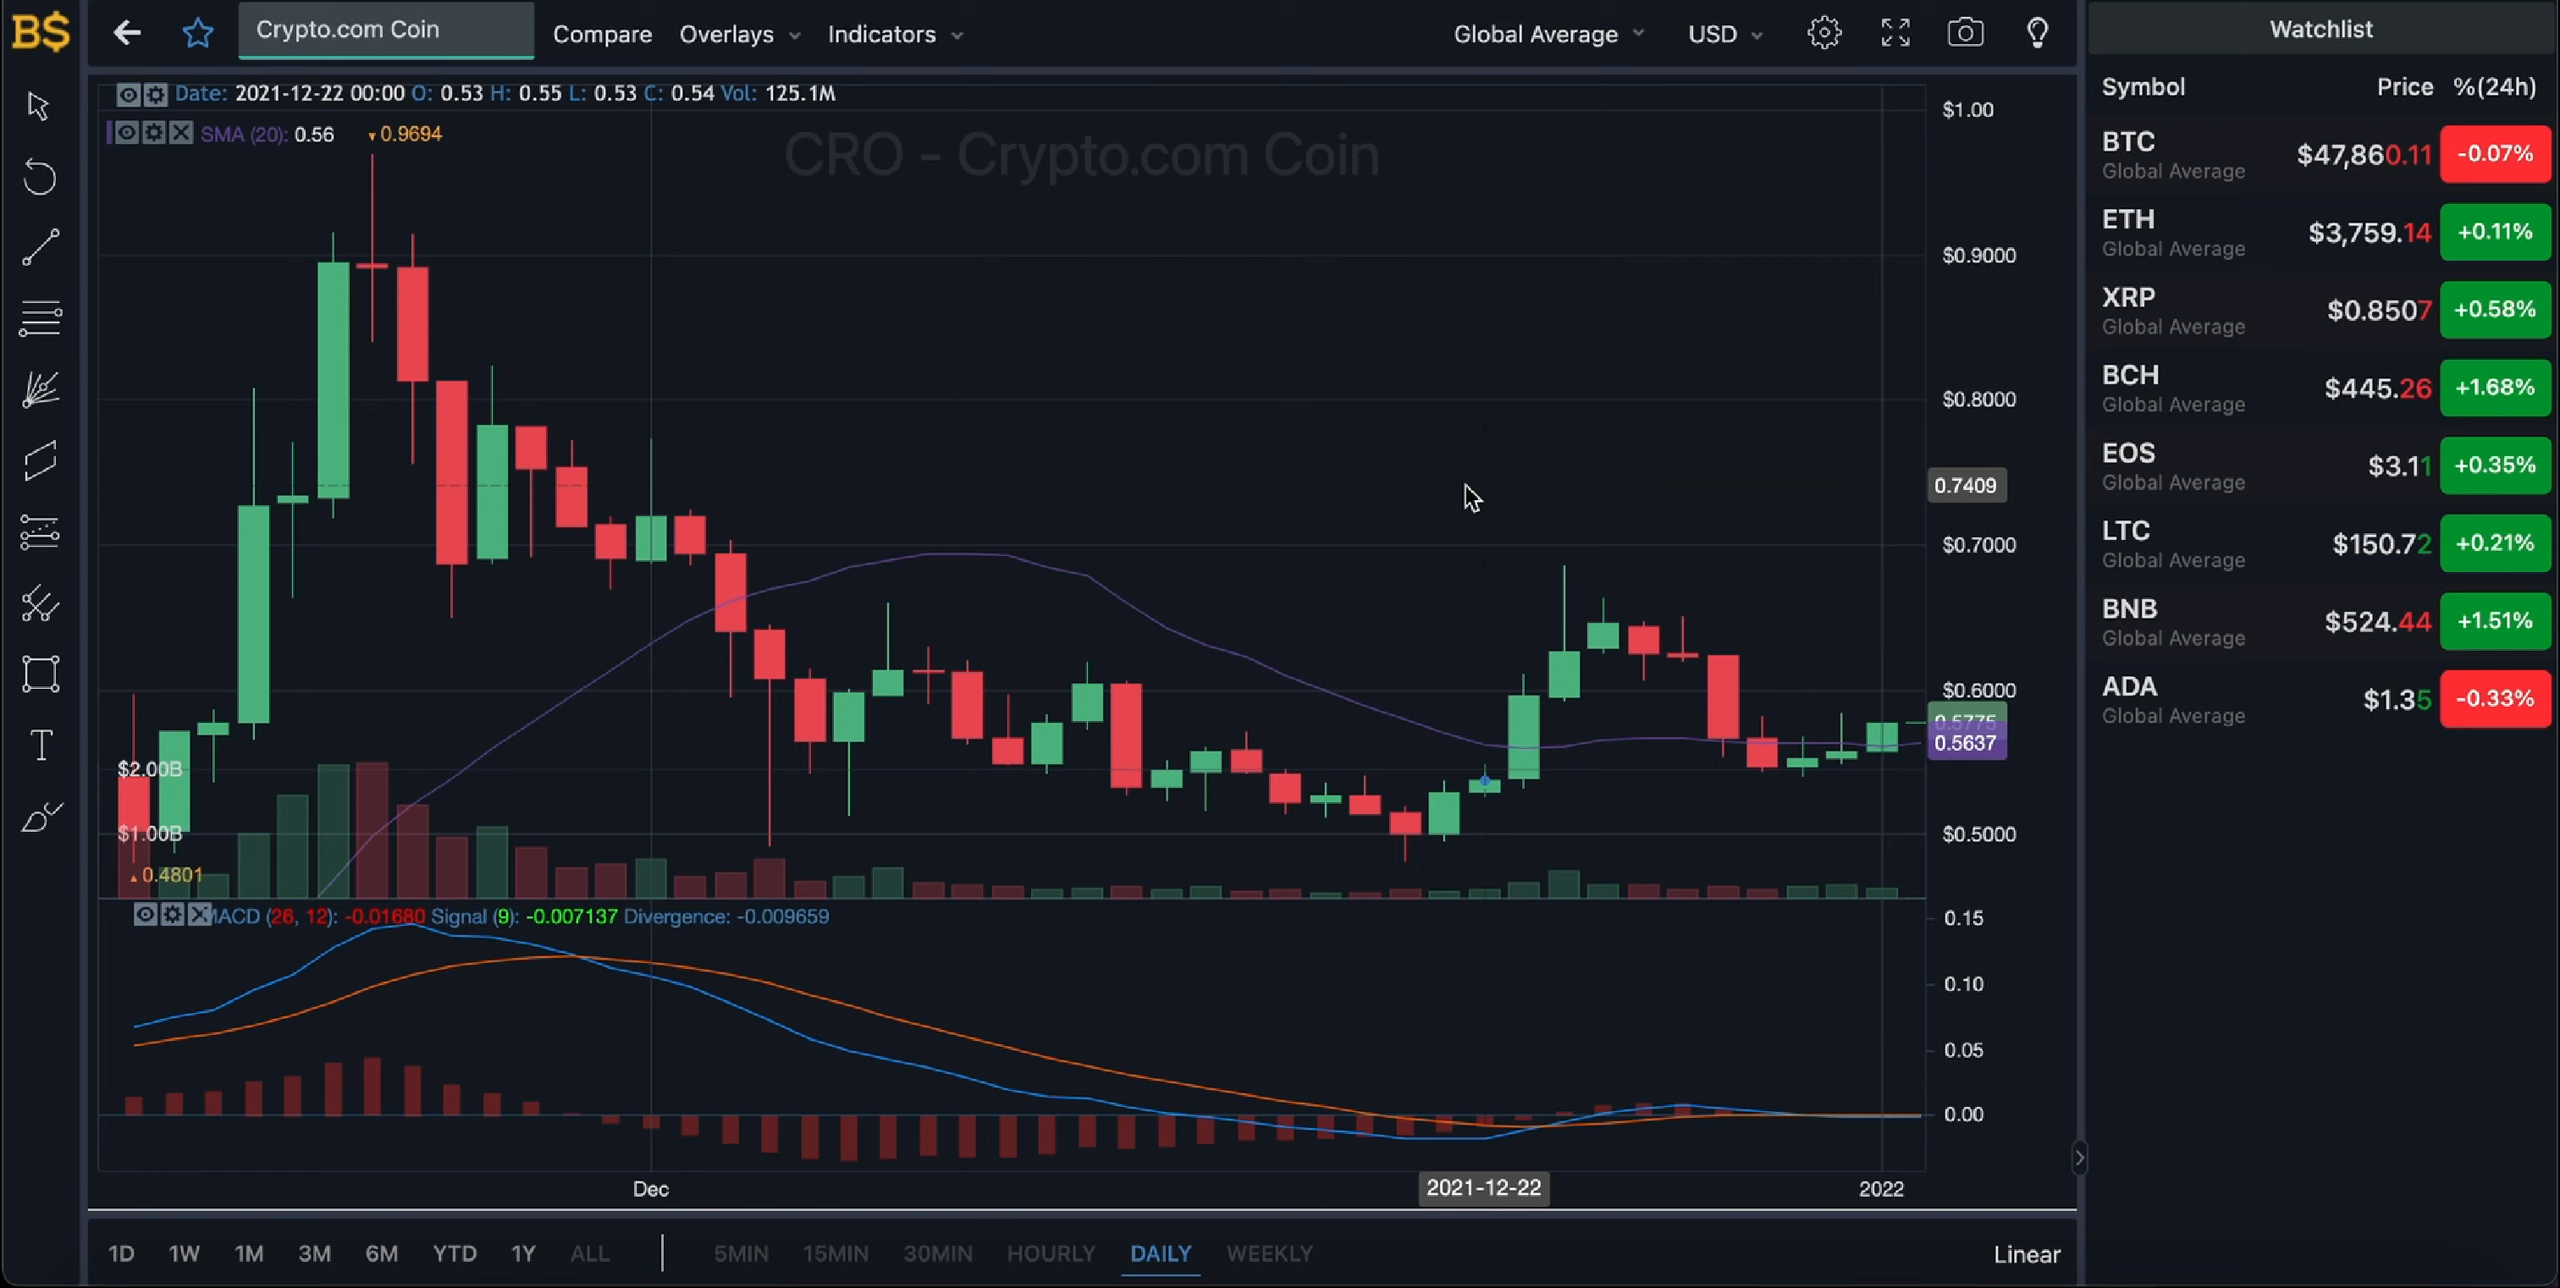 B$
Crypto.com Coin
Compare
Overlays
Indicators
Global Average
USD
Date: 2021-12-22 00:00 O: 0.53 H: 0.55 L: 0.53 C: 0.54 Vol: 125.1M
SMA (20): 0.56
▾0.9694
CRO - Crypto.com Coin
$1.00
$0.9000
$0.8000
0.7409
$0.7000
$0.6000
0.5775
0.5637
$0.5000
$2.00B
$1.00B
▴0.4801
MACD (26, 12): -0.01680 Signal (9): -0.007137 Divergence: -0.009659
0.15
0.10
0.05
0.00
Dec
2021-12-22
2022
1D 1W 1M 3M 6M YTD 1Y ALL
5MIN 15MIN 30MIN HOURLY DAILY WEEKLY
Linear
Watchlist
Symbol Price %(24h)
BTC $47,860.11 -0.07%
Global Average
ETH $3,759.14 +0.11%
Global Average
XRP $0.8507 +0.58%
Global Average
BCH $445.26 +1.68%
Global Average
EOS $3.11 +0.35%
Global Average
LTC $150.72 +0.21%
Global Average
BNB $524.44 +1.51%
Global Average
ADA $1.35 -0.33%
Global Average
T